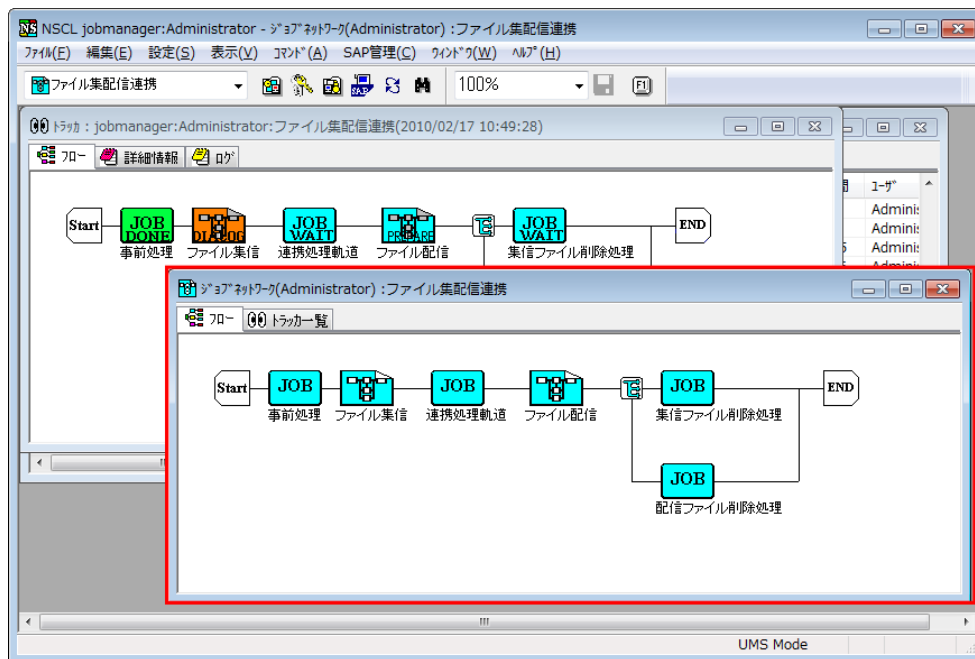 NS NSCL jobmanager:Administrator - ｼﾞｮﾌﾞﾈｯﾄﾜｰｸ(Administrator) :ファイル集配信連携
ﾌｧｲﾙ(F) 編集(E) 設定(S) 表示(V) ｺﾏﾝﾄﾞ(A) SAP管理(C) ｳｨﾝﾄﾞｳ(W) ﾍﾙﾌﾟ(H)
ファイル集配信連携 SAP 100% F1
ﾄﾗｯｶ : jobmanager:Administrator:ファイル集配信連携(2010/02/17 10:49:28)
ﾌﾛｰ 詳細情報 ﾛｸﾞ
ﾕｰｻﾞ
Adminis
Adminis
Adminis
Start JOB DONE DIALOG JOB WAIT PREPARE JOB WAIT END
事前処理 ファイル集信 連携処理軌道 ファイル配信 集信ファイル削除処理
ｼﾞｮﾌﾞﾈｯﾄﾜｰｸ(Administrator) :ファイル集配信連携
ﾌﾛｰ ﾄﾗｯｶ一覧
Start JOB JOB JOB END
事前処理 ファイル集信 連携処理軌道 ファイル配信 集信ファイル削除処理
JOB
配信ファイル削除処理
UMS Mode